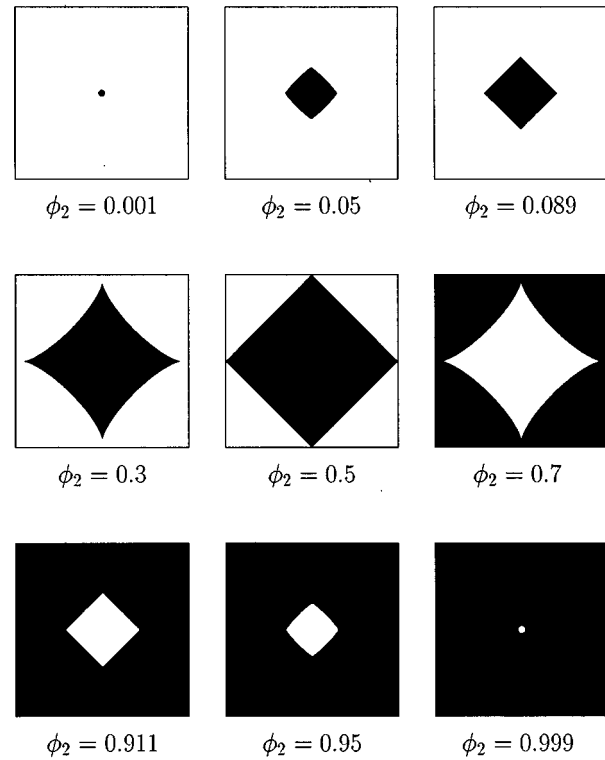 ϕ₂ = 0.001 ϕ₂ = 0.05 ϕ₂ = 0.089
ϕ₂ = 0.3 ϕ₂ = 0.5 ϕ₂ = 0.7
ϕ₂ = 0.911 ϕ₂ = 0.95 ϕ₂ = 0.999